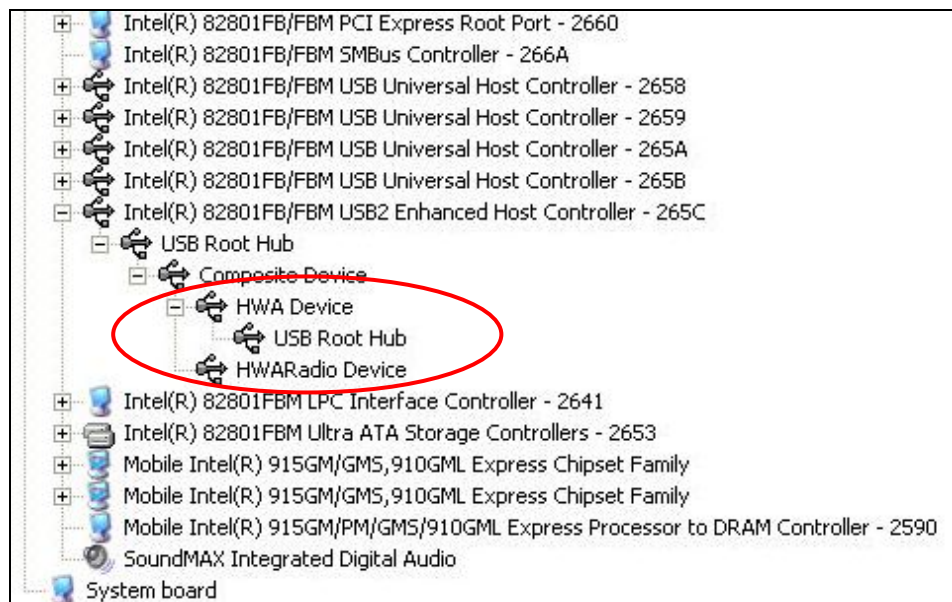 Intel(R) 82801FB/FBM PCI Express Root Port - 2660
Intel(R) 82801FB/FBM SMBus Controller - 266A
Intel(R) 82801FB/FBM USB Universal Host Controller - 2658
Intel(R) 82801FB/FBM USB Universal Host Controller - 2659
Intel(R) 82801FB/FBM USB Universal Host Controller - 265A
Intel(R) 82801FB/FBM USB Universal Host Controller - 265B
Intel(R) 82801FB/FBM USB2 Enhanced Host Controller - 265C
USB Root Hub
Composite Device
HWA Device
USB Root Hub
HWARadio Device
Intel(R) 82801FBM LPC Interface Controller - 2641
Intel(R) 82801FBM Ultra ATA Storage Controllers - 2653
Mobile Intel(R) 915GM/GMS,910GML Express Chipset Family
Mobile Intel(R) 915GM/GMS,910GML Express Chipset Family
Mobile Intel(R) 915GM/PM/GMS/910GML Express Processor to DRAM Controller - 2590
SoundMAX Integrated Digital Audio
System board